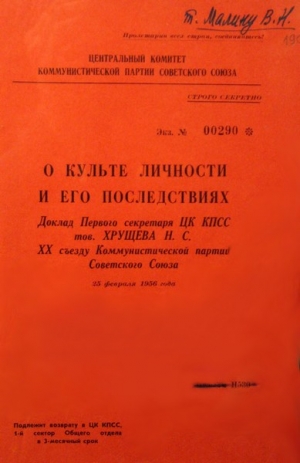 т. Малину В. Н.
Пролетарии всех стран, соединяйтесь!
ЦЕНТРАЛЬНЫЙ КОМИТЕТ
КОММУНИСТИЧЕСКОЙ ПАРТИИ СОВЕТСКОГО СОЮЗА
СТРОГО СЕКРЕТНО
Экз. № 00290
О КУЛЬТЕ ЛИЧНОСТИ
И ЕГО ПОСЛЕДСТВИЯХ
Доклад Первого секретаря ЦК КПСС
тов. ХРУЩЕВА Н. С.
XX съезду Коммунистической партии
Советского Союза
25 февраля 1956 года
Подлежит возврату в ЦК КПСС,
1-й сектор Общего отдела
в 3-месячный срок